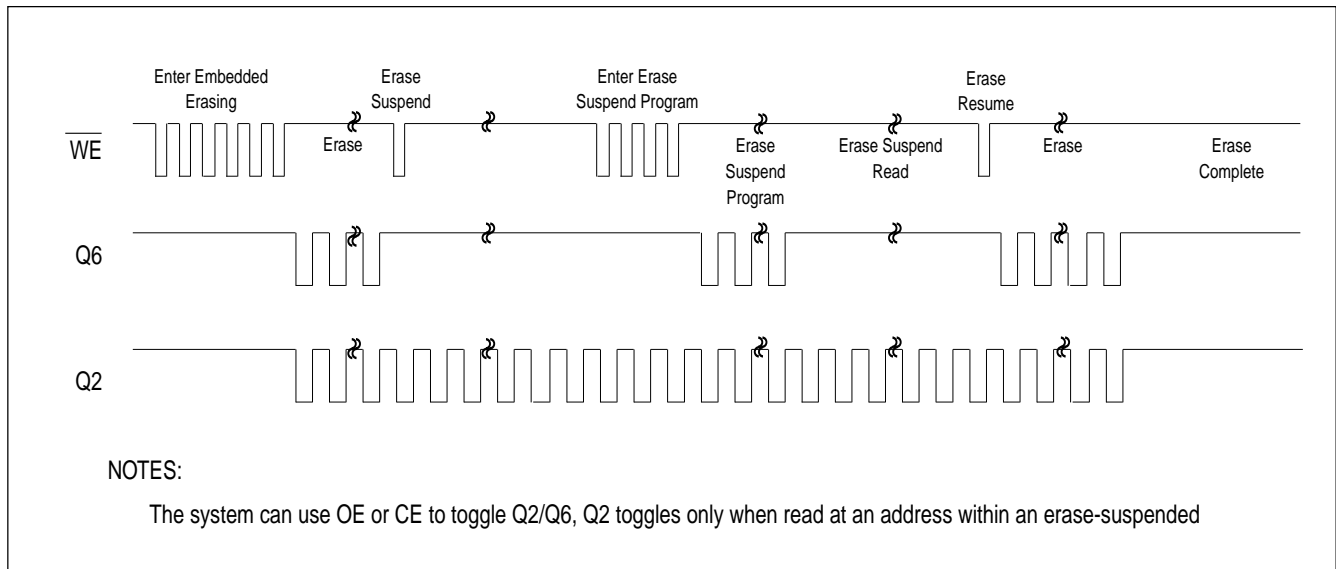 Enter Embedded
Erasing
Erase
Suspend
Enter Erase
Suspend Program
Erase
Resume
WE
Erase
Erase
Suspend
Program
Erase Suspend
Read
Erase
Erase
Complete
Q6
Q2
NOTES:
The system can use OE or CE to toggle Q2/Q6, Q2 toggles only when read at an address within an erase-suspended